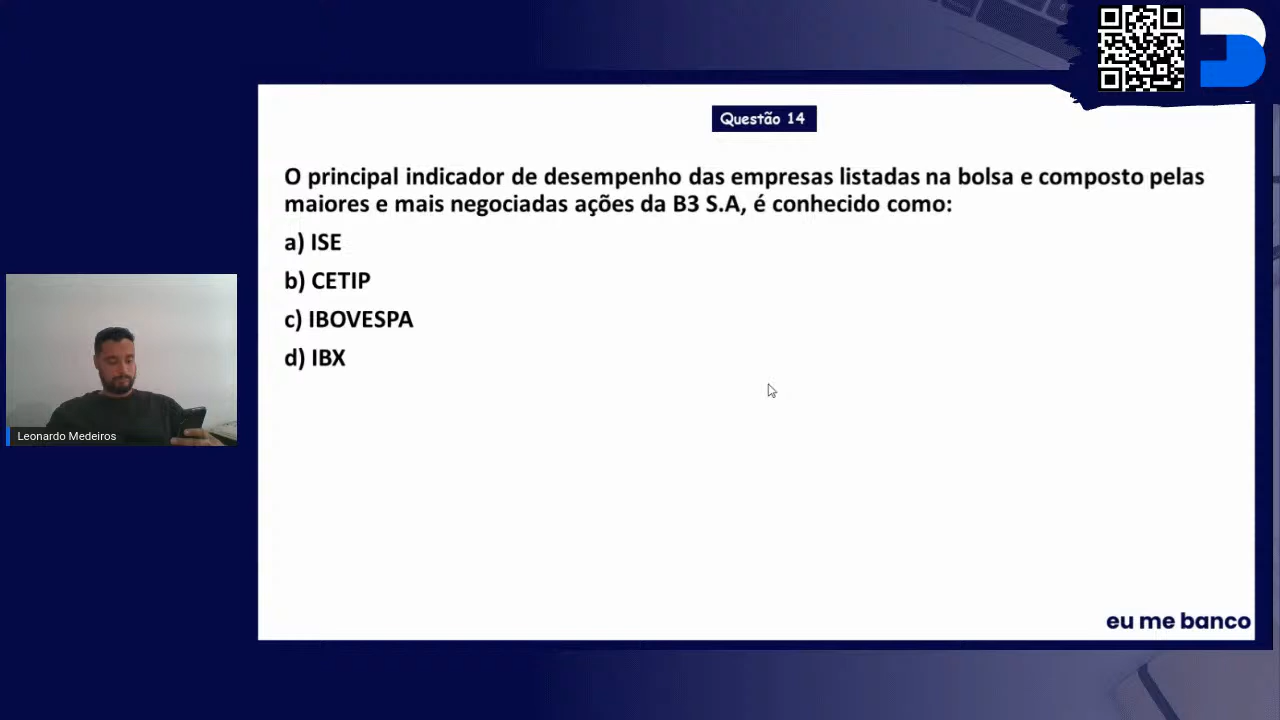 Questão 14
O principal indicador de desempenho das empresas listadas na bolsa e composto pelas
maiores e mais negociadas ações da B3 S.A, é conhecido como:
a) ISE
b) CETIP
c) IBOVESPA
d) IBX
Leonardo Medeiros
eu me banco